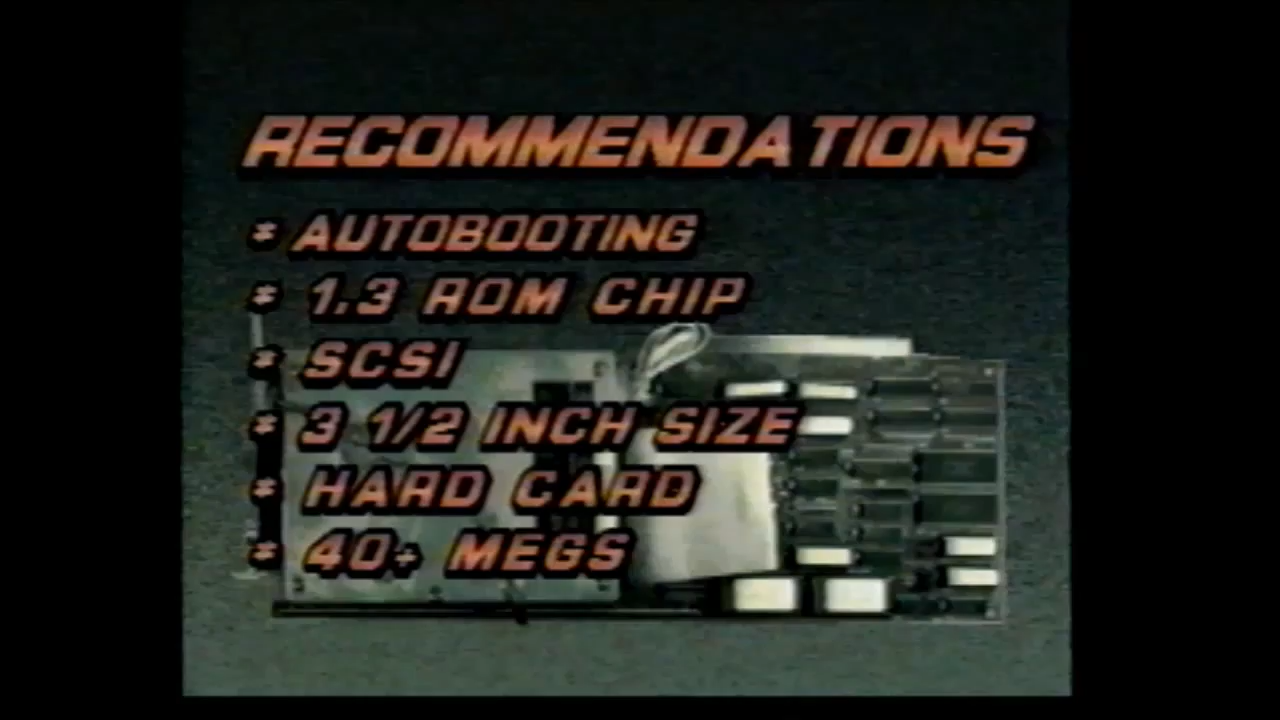 RECOMMENDATIONS
* AUTOBOOTING
* 1.3 ROM CHIP
* SCSI
* 3 1/2 INCH SIZE
* HARD CARD
* 40+ MEGS